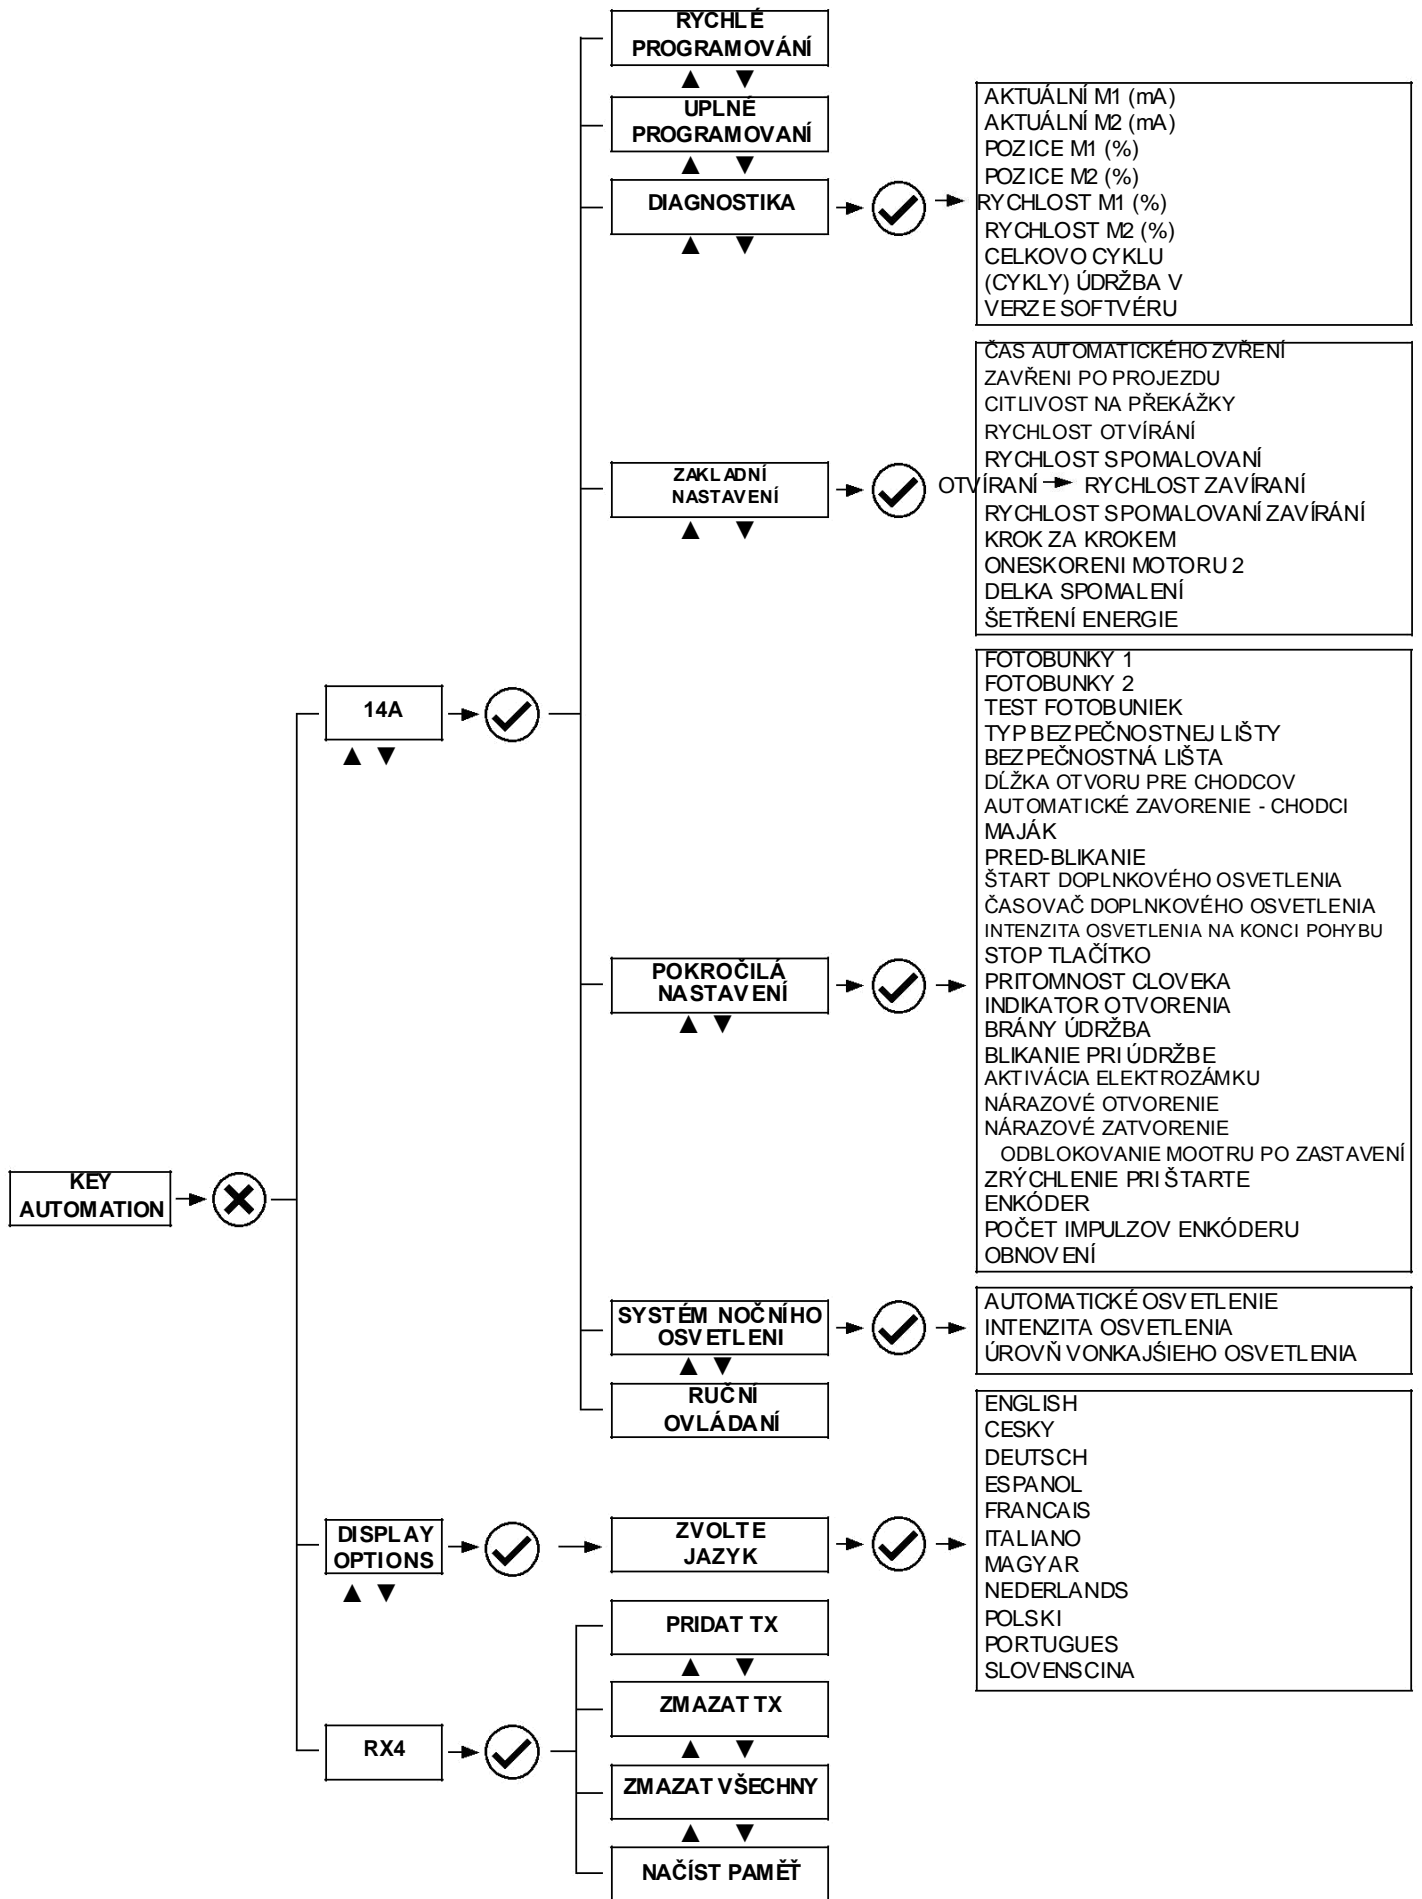 RYCHLÉ
PROGRAMOVÁNÍ
UPLNÉ
PROGRAMOVANÍ
DIAGNOSTIKA
AKTUÁLNÍ M1 (mA)
AKTUÁLNÍ M2 (mA)
POZICE M1 (%)
POZICE M2 (%)
RYCHLOST M1 (%)
RYCHLOST M2 (%)
CELKOVO CYKLU
(CYKLY) ÚDRŽBA V
VERZE SOFTVÉRU
ZAKLADNÍ
NASTAVENÍ
ČAS AUTOMATICKÉHO ZVŘENÍ
ZAVŘENI PO PROJEZDU
CITLIVOST NA PŘEKÁŽKY
RYCHLOST OTVÍRÁNÍ
RYCHLOST SPOMALOVANÍ
OTVÍRANÍ RYCHLOST ZAVÍRANÍ
RYCHLOST SPOMALOVANÍ ZAVÍRÁNÍ
KROK ZA KROKEM
ONESKORENI MOTORU 2
DELKA SPOMALENÍ
ŠETŘENÍ ENERGIE
14A
POKROČILÁ
NASTAVENÍ
FOTOBUNKY 1
FOTOBUNKY 2
TEST FOTOBUNIEK
TYP BEZPEČNOSTNEJ LIŠTY
BEZPEČNOSTNÁ LIŠTA
DĹŽKA OTVORU PRE CHODCOV
AUTOMATICKÉ ZAVORENIE - CHODCI
MAJÁK
PRED-BLIKANIE
ŠTART DOPLNKOVÉHO OSVETLENIA
ČASOVAČ DOPLNKOVÉHO OSVETLENIA
INTENZITA OSVETLENIA NA KONCI POHYBU
STOP TLAČÍTKO
PRITOMNOST CLOVEKA
INDIKATOR OTVORENIA
BRÁNY ÚDRŽBA
BLIKANIE PRI ÚDRŽBE
AKTIVÁCIA ELEKTROZÁMKU
NÁRAZOVÉ OTVORENIE
NÁRAZOVÉ ZATVORENIE
ODBLOKOVANIE MOOTRU PO ZASTAVENÍ
ZRÝCHLENIE PRI ŠTARTE
ENKÓDER
POČET IMPULZOV ENKÓDERU
OBNOVENÍ
KEY
AUTOMATION
SYSTÉM NOČNÍHO
OSVETLENI
AUTOMATICKÉ OSVETLENIE
INTENZITA OSVETLENIA
ÚROVŇ VONKAJŚIEHO OSVETLENIA
RUČNÍ
OVLÁDANÍ
DISPLAY
OPTIONS
ZVOLTE
JAZYK
ENGLISH
CESKY
DEUTSCH
ESPANOL
FRANCAIS
ITALIANO
MAGYAR
NEDERLANDS
POLSKI
PORTUGUES
SLOVENSCINA
RX4
PRIDAT TX
ZMAZAT TX
ZMAZAT VŠECHNY
NAČÍST PAMĚŤ